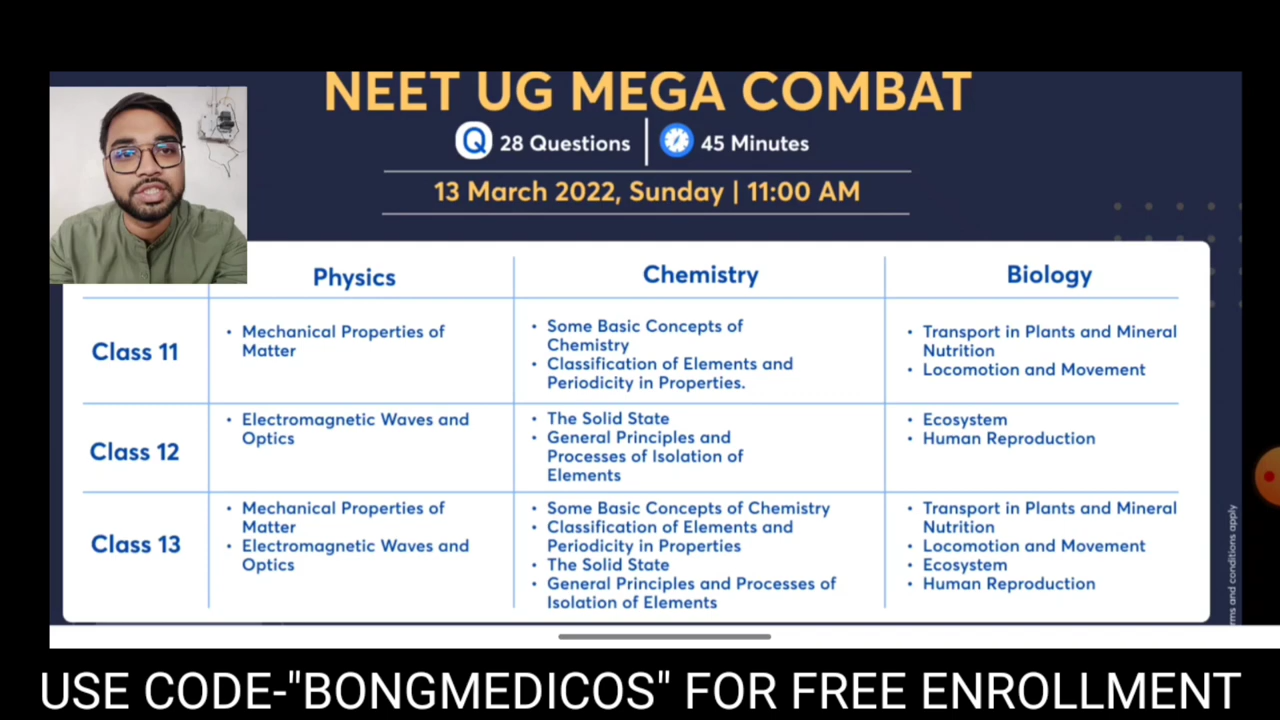 NEET UG MEGA COMBAT
Q 28 Questions | 45 Minutes
13 March 2022, Sunday | 11:00 AM
Physics
Chemistry
Biology
Class 11
• Mechanical Properties of
Matter
• Some Basic Concepts of
Chemistry
• Classification of Elements and
Periodicity in Properties.
• Transport in Plants and Mineral
Nutrition
• Locomotion and Movement
Class 12
• Electromagnetic Waves and
Optics
• The Solid State
• General Principles and
Processes of Isolation of
Elements
• Ecosystem
• Human Reproduction
Class 13
• Mechanical Properties of
Matter
• Electromagnetic Waves and
Optics
• Some Basic Concepts of Chemistry
• Classification of Elements and
Periodicity in Properties
• The Solid State
• General Principles and Processes of
Isolation of Elements
• Transport in Plants and Mineral
Nutrition
• Locomotion and Movement
• Ecosystem
• Human Reproduction
and conditions apply
USE CODE-"BONGMEDICOS" FOR FREE ENROLLMENT